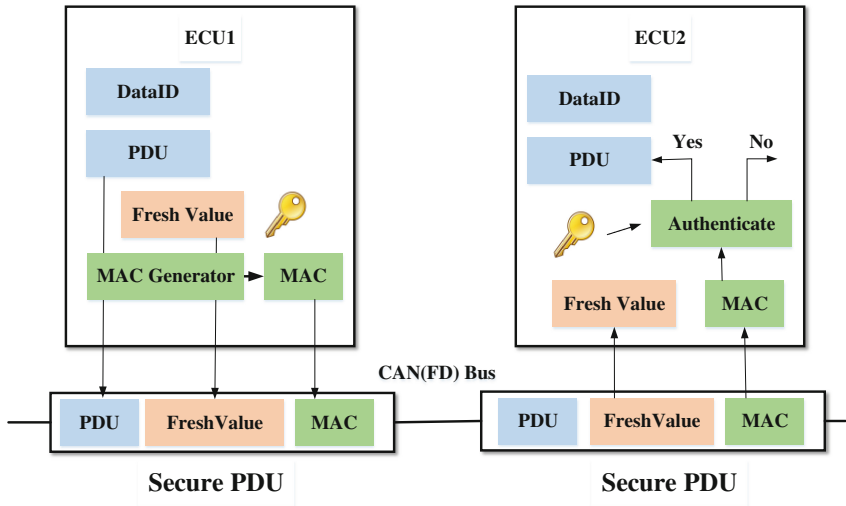 ECU1
DataID
PDU
Fresh Value
MAC Generator
MAC
ECU2
DataID
Yes
No
PDU
Authenticate
Fresh Value
MAC
CAN(FD) Bus
PDU
FreshValue
MAC
PDU
FreshValue
MAC
Secure PDU
Secure PDU